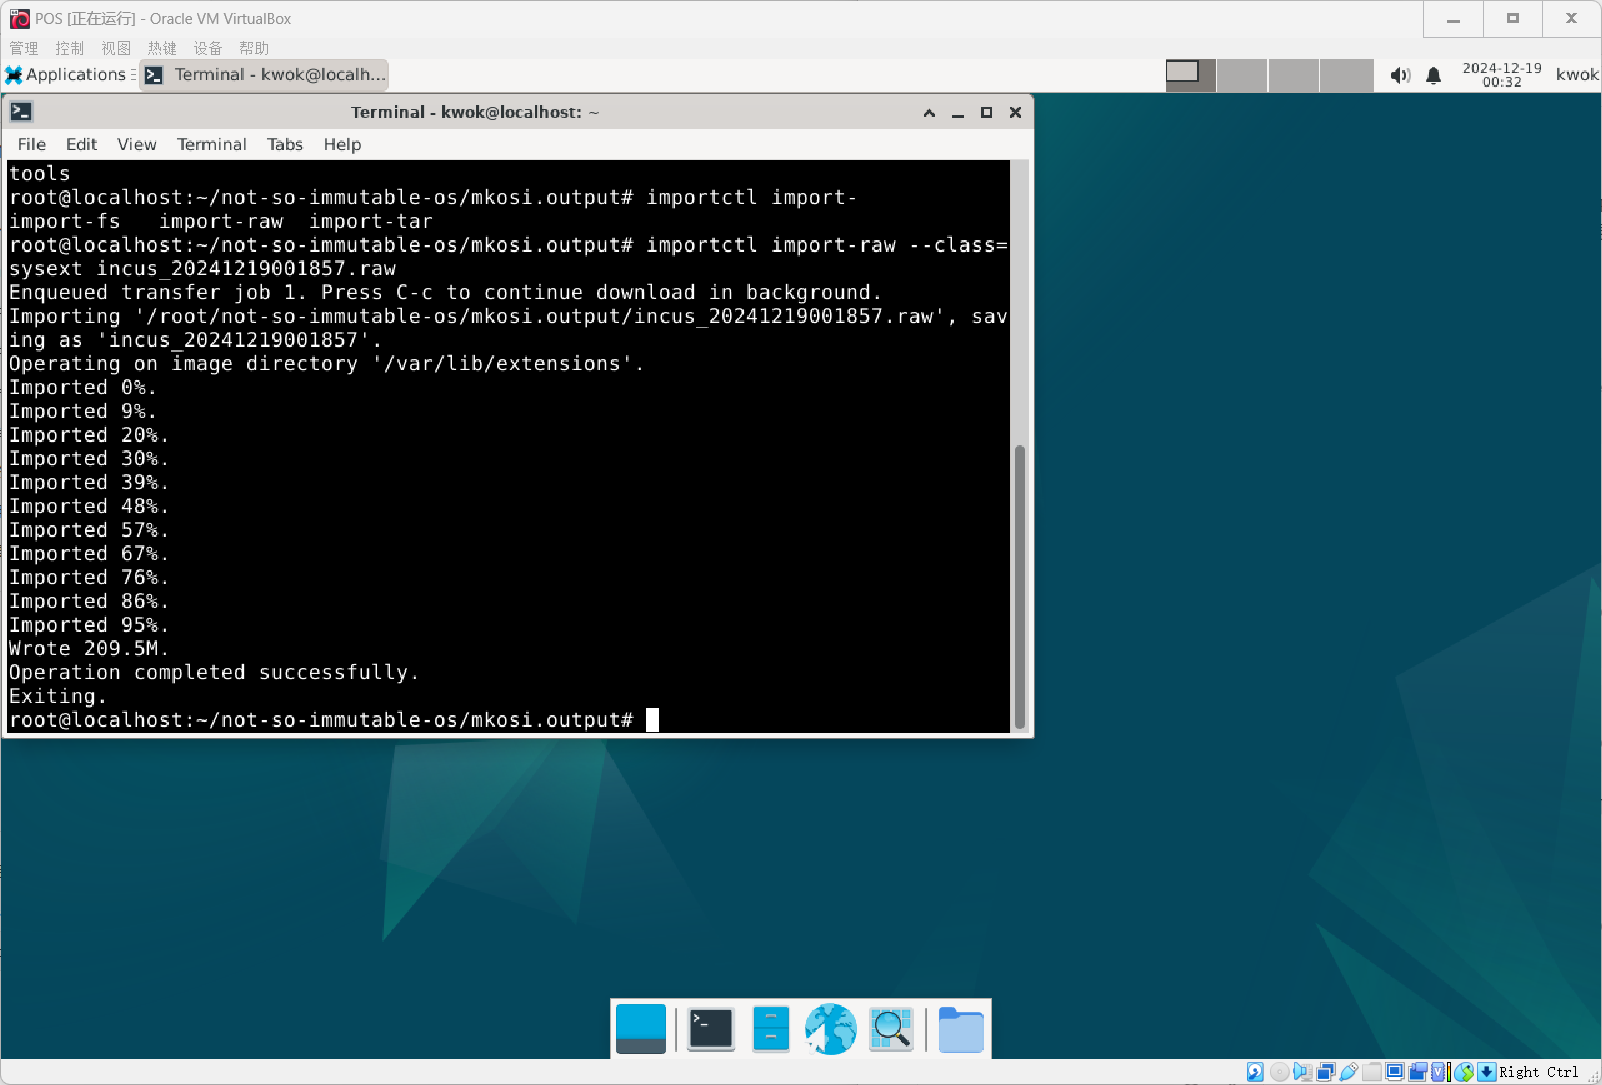 POS [正在运行] - Oracle VM VirtualBox
管理 控制 视图 热键 设备 帮助
Applications Terminal - kwok@localh... 2024-12-19 00:32 kwok
Terminal - kwok@localhost: ~
File Edit View Terminal Tabs Help
tools
root@localhost:~/not-so-immutable-os/mkosi.output# importctl import-
import-fs import-raw import-tar
root@localhost:~/not-so-immutable-os/mkosi.output# importctl import-raw --class=
sysext incus_20241219001857.raw
Enqueued transfer job 1. Press C-c to continue download in background.
Importing '/root/not-so-immutable-os/mkosi.output/incus_20241219001857.raw', sav
ing as 'incus_20241219001857'.
Operating on image directory '/var/lib/extensions'.
Imported 0%.
Imported 9%.
Imported 20%.
Imported 30%.
Imported 39%.
Imported 48%.
Imported 57%.
Imported 67%.
Imported 76%.
Imported 86%.
Imported 95%.
Wrote 209.5M.
Operation completed successfully.
Exiting.
root@localhost:~/not-so-immutable-os/mkosi.output#
Right Ctrl